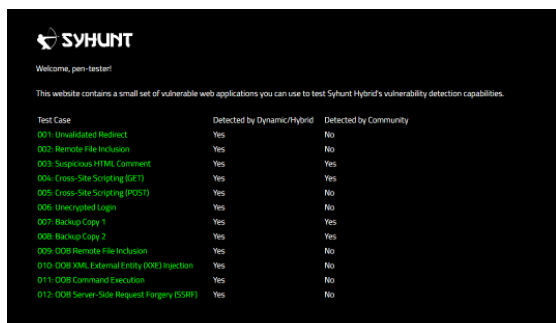 SYHUNT
Welcome, pen-tester!
This website contains a small set of vulnerable web applications you can use to test Syhunt Hybrid's vulnerability detection capabilities.
Test Case Detected by Dynamic/Hybrid Detected by Community
001: Unvalidated Redirect Yes No
002: Remote File Inclusion Yes No
003: Suspicious HTML Comment Yes Yes
004: Cross-Site Scripting (GET) Yes Yes
005: Cross-Site Scripting (POST) Yes No
006: Unecrypted Login Yes No
007: Backup Copy 1 Yes Yes
008: Backup Copy 2 Yes Yes
009: OOB Remote File Inclusion Yes No
010: OOB XML External Entity (XXE) Injection Yes No
011: OOB Command Execution Yes No
012: OOB Server-Side Request Forgery (SSRF) Yes No